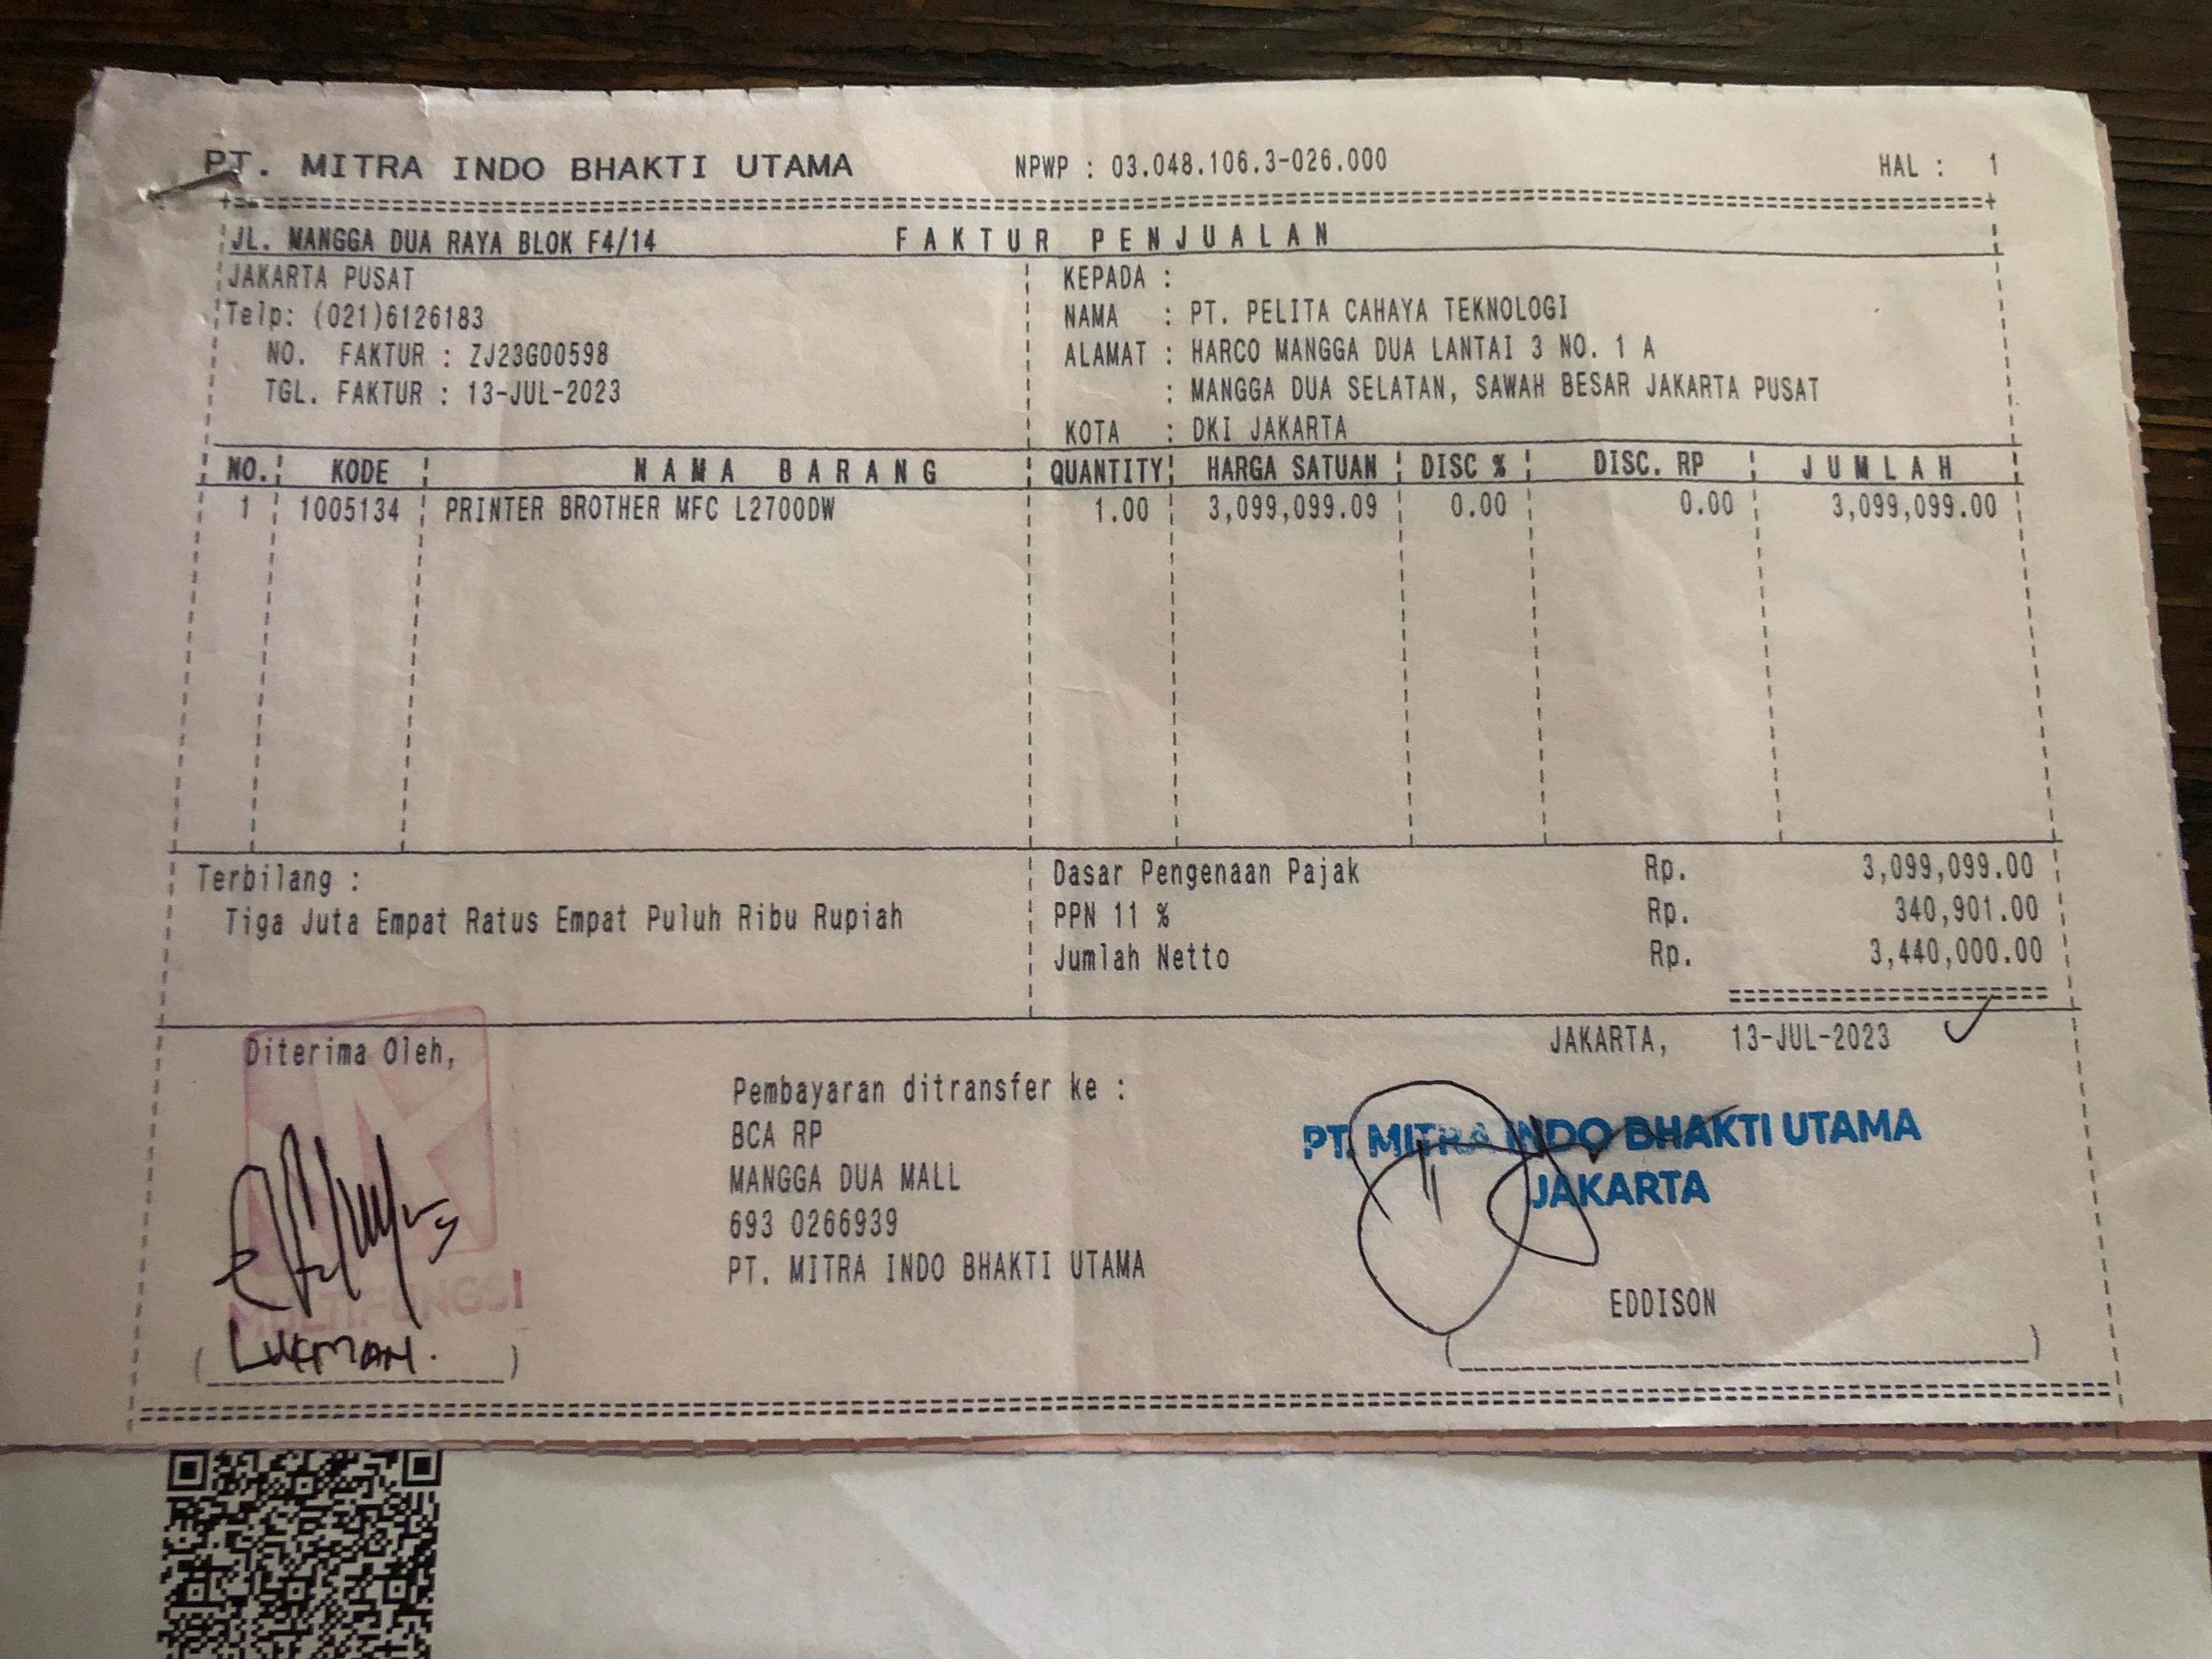 PT. MITRA INDO BHAKTI UTAMA NPWP : 03.048.106.3-026.000 HAL : 1
JL. MANGGA DUA RAYA BLOK F4/14 FAKTUR PENJUALAN
JAKARTA PUSAT KEPADA :
Telp: (021)6126183 NAMA : PT. PELITA CAHAYA TEKNOLOGI
NO. FAKTUR : ZJ23G00598 ALAMAT : HARCO MANGGA DUA LANTAI 3 NO. 1 A
TGL. FAKTUR : 13-JUL-2023 : MANGGA DUA SELATAN, SAWAH BESAR JAKARTA PUSAT
KOTA : DKI JAKARTA
NO. KODE NAMA BARANG QUANTITY HARGA SATUAN DISC % DISC. RP JUMLAH
1 1005134 PRINTER BROTHER MFC L2700DW 1.00 3,099,099.09 0.00 0.00 3,099,099.00
Terbilang : Dasar Pengenaan Pajak Rp. 3,099,099.00
Tiga Juta Empat Ratus Empat Puluh Ribu Rupiah PPN 11 % Rp. 340,901.00
Jumlah Netto Rp. 3,440,000.00
Diterima Oleh, JAKARTA, 13-JUL-2023
Pembayaran ditransfer ke :
BCA RP PT. MITRA INDO BHAKTI UTAMA
MANGGA DUA MALL JAKARTA
693 0266939
PT. MITRA INDO BHAKTI UTAMA
MULTIFUNGSI EDDISON
(LUKMAN.)